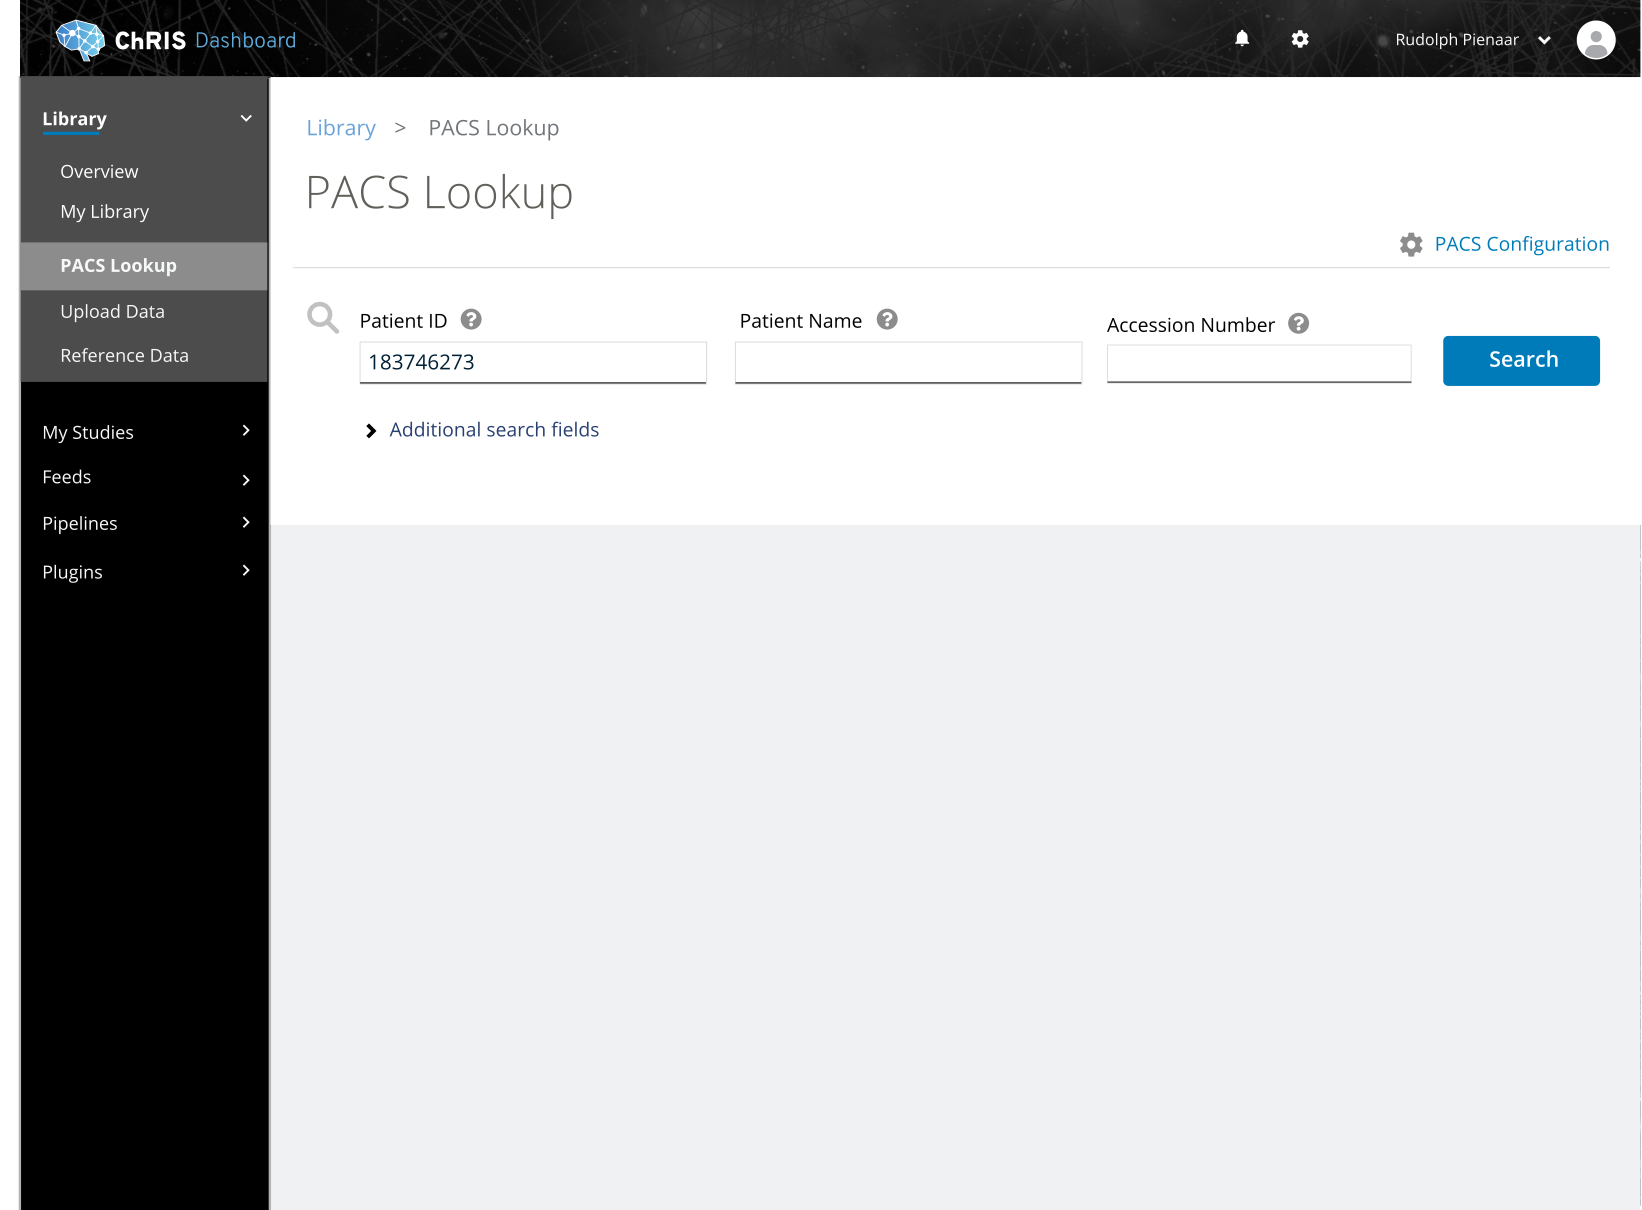 ChRIS Dashboard
Rudolph Pienaar
Library
Overview
My Library
PACS Lookup
Upload Data
Reference Data
My Studies
Feeds
Pipelines
Plugins
Library > PACS Lookup
PACS Lookup
PACS Configuration
Patient ID ?
183746273
Patient Name ?
Accession Number ?
Search
Additional search fields